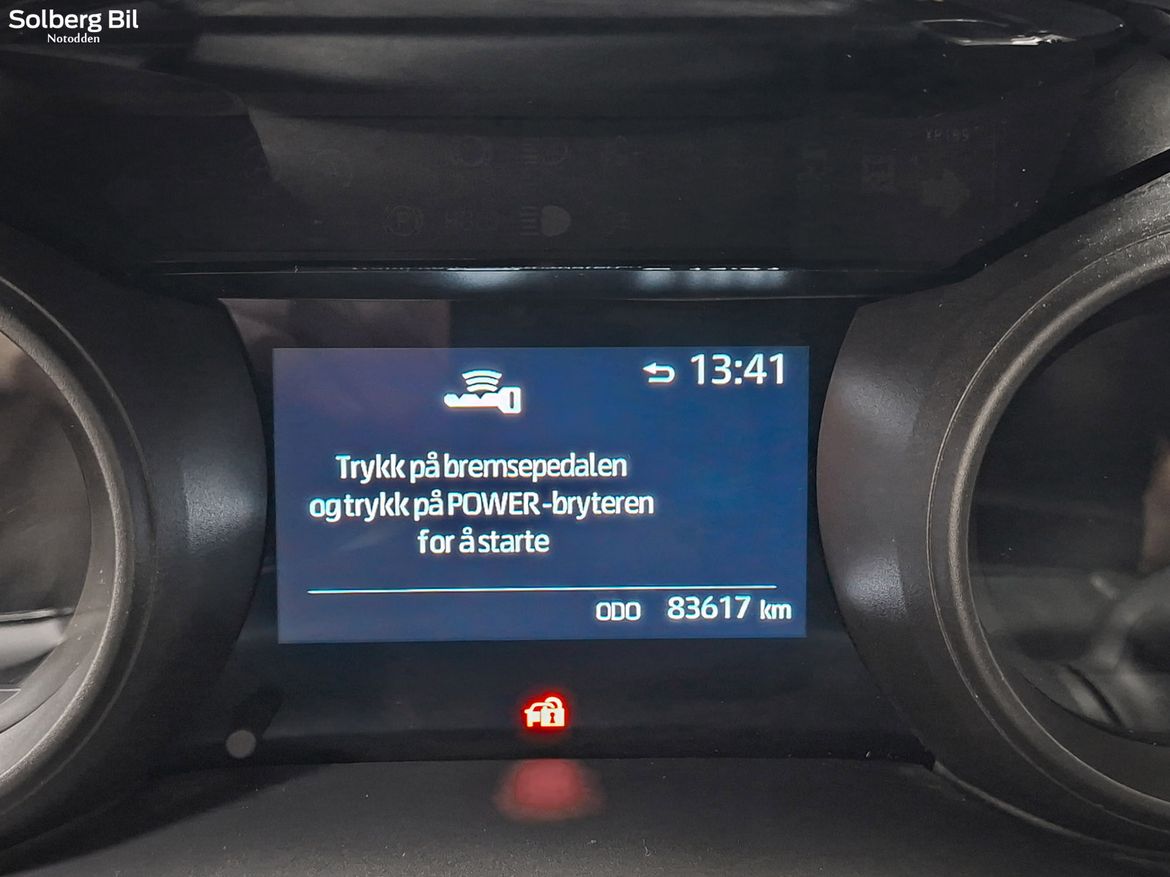 Solberg Bil
Notodden
13:41
Trykk på bremsepedalen
og trykk på POWER-bryteren
for å starte
ODO 83617 km